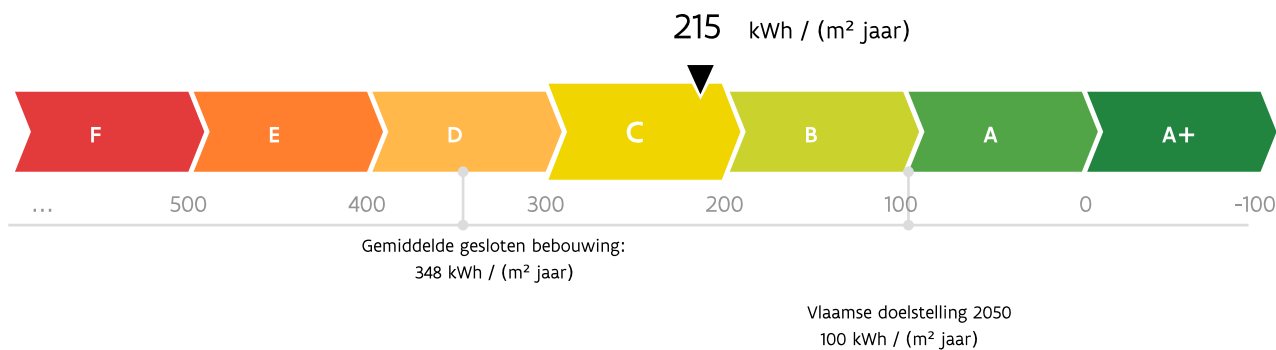 215 kWh / (m² jaar)
F E D C B A A+
... 500 400 300 200 100 0 -100
Gemiddelde gesloten bebouwing:
348 kWh / (m² jaar)
Vlaamse doelstelling 2050
100 kWh / (m² jaar)